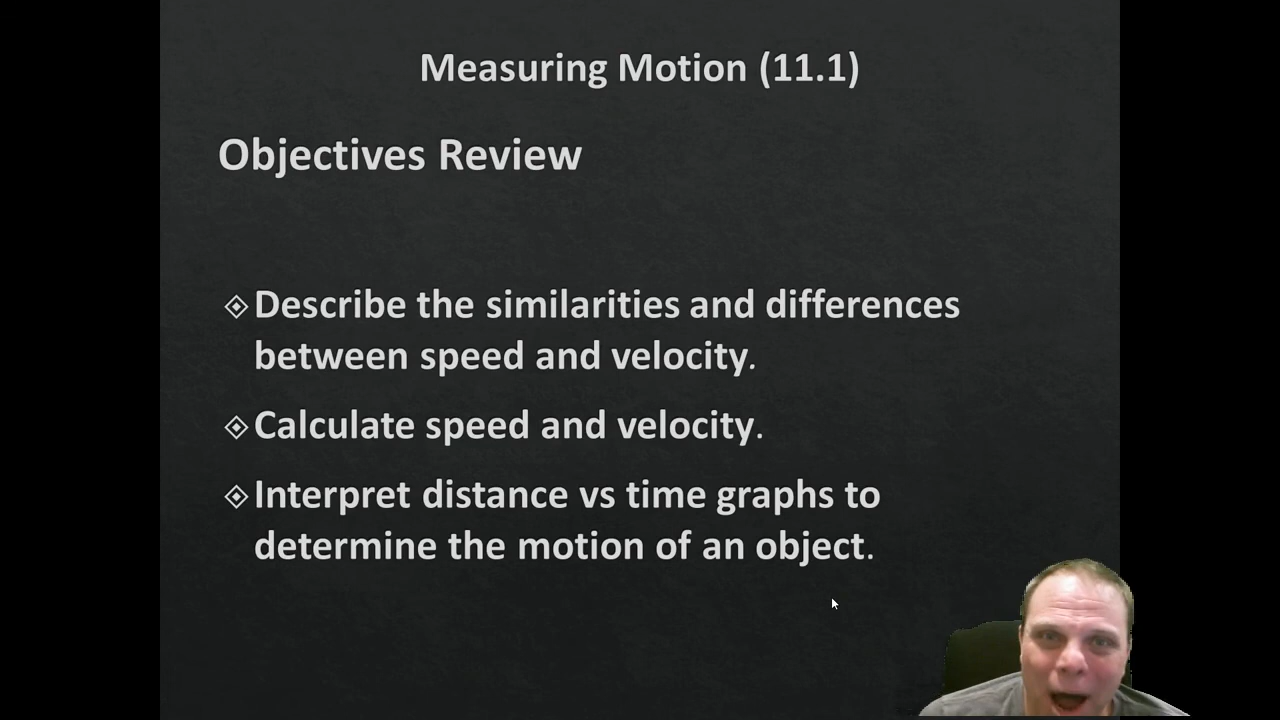 Measuring Motion (11.1)
Objectives Review
Describe the similarities and differences
between speed and velocity.
Calculate speed and velocity.
Interpret distance vs time graphs to
determine the motion of an object.